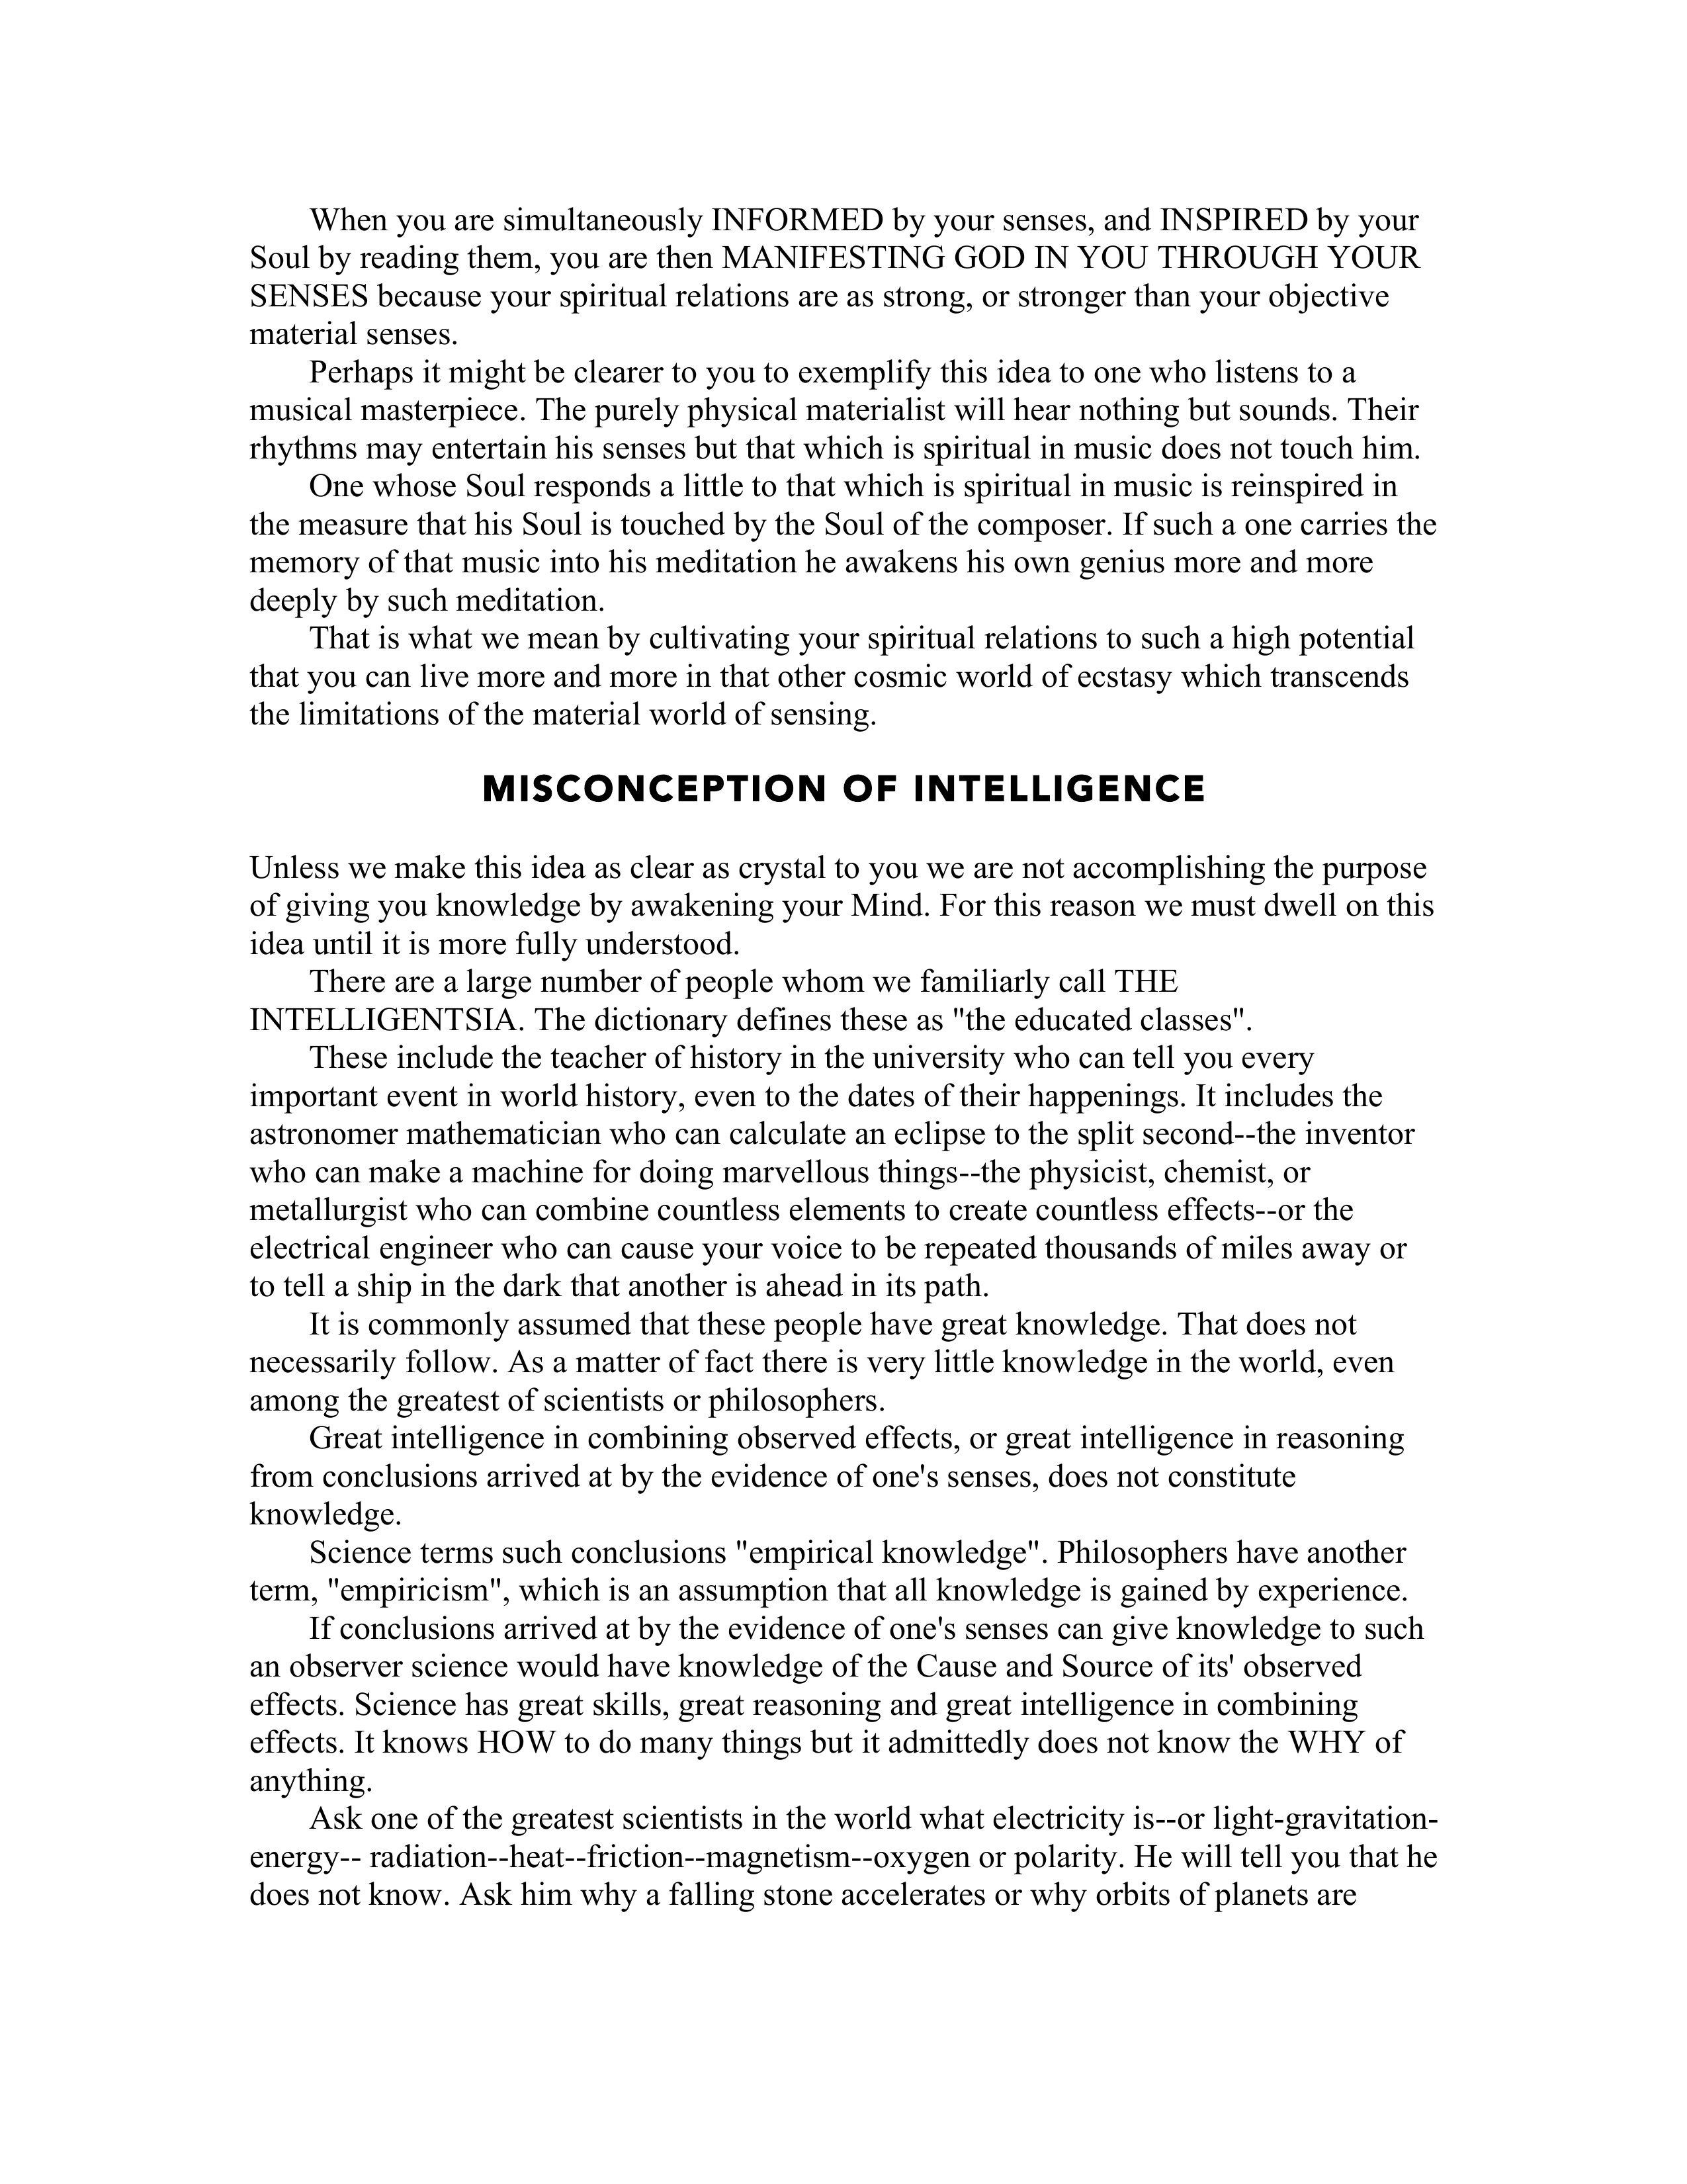 When you are simultaneously INFORMED by your senses, and INSPIRED by your
Soul by reading them, you are then MANIFESTING GOD IN YOU THROUGH YOUR
SENSES because your spiritual relations are as strong, or stronger than your objective
material senses.
Perhaps it might be clearer to you to exemplify this idea to one who listens to a
musical masterpiece. The purely physical materialist will hear nothing but sounds. Their
rhythms may entertain his senses but that which is spiritual in music does not touch him.
One whose Soul responds a little to that which is spiritual in music is reinspired in
the measure that his Soul is touched by the Soul of the composer. If such a one carries the
memory of that music into his meditation he awakens his own genius more and more
deeply by such meditation.
That is what we mean by cultivating your spiritual relations to such a high potential
that you can live more and more in that other cosmic world of ecstasy which transcends
the limitations of the material world of sensing.
MISCONCEPTION OF INTELLIGENCE
Unless we make this idea as clear as crystal to you we are not accomplishing the purpose
of giving you knowledge by awakening your Mind. For this reason we must dwell on this
idea until it is more fully understood.
There are a large number of people whom we familiarly call THE
INTELLIGENTSIA. The dictionary defines these as "the educated classes".
These include the teacher of history in the university who can tell you every
important event in world history, even to the dates of their happenings. It includes the
astronomer mathematician who can calculate an eclipse to the split second--the inventor
who can make a machine for doing marvellous things--the physicist, chemist, or
metallurgist who can combine countless elements to create countless effects--or the
electrical engineer who can cause your voice to be repeated thousands of miles away or
to tell a ship in the dark that another is ahead in its path.
It is commonly assumed that these people have great knowledge. That does not
necessarily follow. As a matter of fact there is very little knowledge in the world, even
among the greatest of scientists or philosophers.
Great intelligence in combining observed effects, or great intelligence in reasoning
from conclusions arrived at by the evidence of one's senses, does not constitute
knowledge.
Science terms such conclusions "empirical knowledge". Philosophers have another
term, "empiricism", which is an assumption that all knowledge is gained by experience.
If conclusions arrived at by the evidence of one's senses can give knowledge to such
an observer science would have knowledge of the Cause and Source of its' observed
effects. Science has great skills, great reasoning and great intelligence in combining
effects. It knows HOW to do many things but it admittedly does not know the WHY of
anything.
Ask one of the greatest scientists in the world what electricity is--or light-gravitation-
energy-- radiation--heat--friction--magnetism--oxygen or polarity. He will tell you that he
does not know. Ask him why a falling stone accelerates or why orbits of planets are